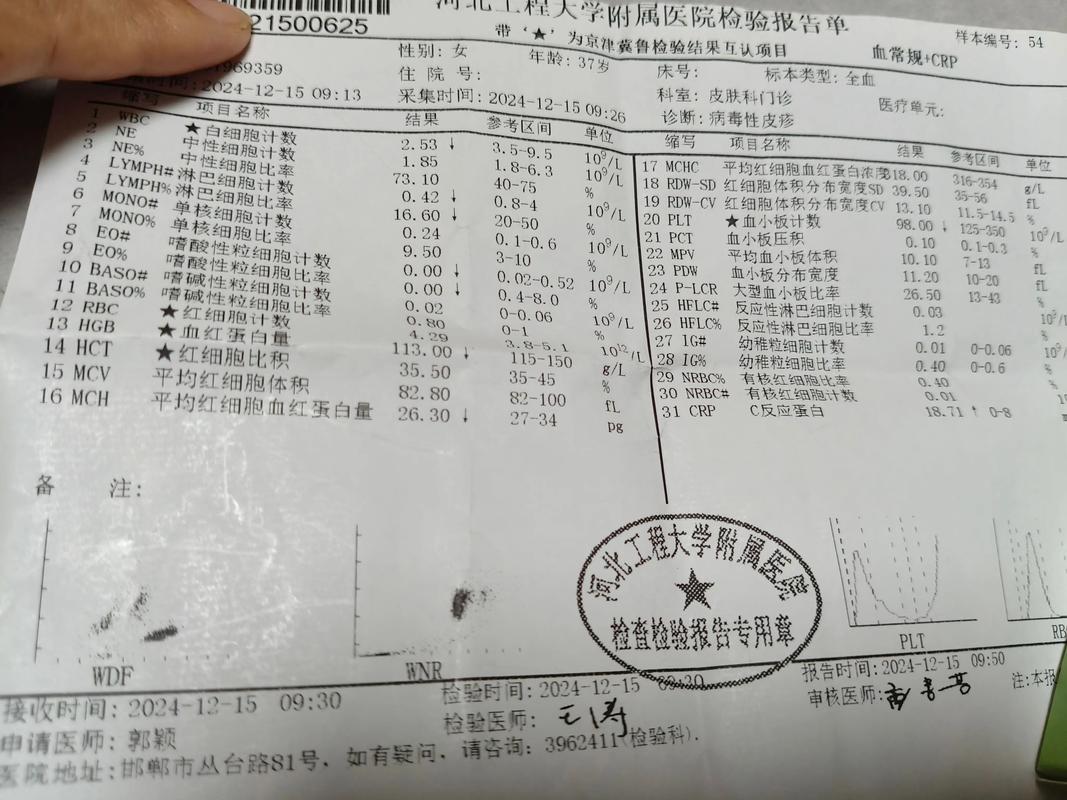 河北工程大学附属医院检验报告单
21500625
带‘★’为京津冀鲁检验结果互认项目
血常规+CRP
样本编号: 54
1969359
性别: 女
年龄: 37岁
床号:
标本类型: 全血
住 院 号:
科室: 皮肤科门诊
医疗单元:
时间: 2024-12-15 09:13
采集时间: 2024-12-15 09:26
诊断: 病毒性皮疹
缩写 项目名称 结果 参考区间 单位
1 WBC ★白细胞计数 2.53 ↓ 3.5-9.5 10^9/L
2 NE 中性细胞计数 1.85 1.8-6.3 10^9/L
3 NE% 中性细胞比率 73.10 40-75 %
4 LYMPH# 淋巴细胞计数 0.42 ↓ 0.8-4 10^9/L
5 LYMPH% 淋巴细胞比率 16.60 ↓ 20-50 %
6 MONO# 单核细胞计数 0.24 0.1-0.6 10^9/L
7 MONO% 单核细胞比率 9.50 3-10 %
8 EO# 嗜酸性粒细胞计数 0.00 ↓ 0.02-0.52 10^9/L
9 EO% 嗜酸性粒细胞比率 0.00 ↓ 0.4-8.0 %
10 BASO# 嗜碱性粒细胞计数 0.02 0-0.06 10^9/L
11 BASO% 嗜碱性粒细胞比率 0.80 0-1 %
12 RBC ★红细胞计数 4.29 3.8-5.1 10^12/L
13 HGB ★血红蛋白量 113.00 ↓ 115-150 g/L
14 HCT ★红细胞比积 35.50 35-45 %
15 MCV 平均红细胞体积 82.80 82-100 fL
16 MCH 平均红细胞血红蛋白量 26.30 ↓ 27-34 pg
缩写 项目名称 结果 参考区间 单位
17 MCHC 平均红细胞血红蛋白浓度 318.00 316-354 g/L
18 RDW-SD 红细胞体积分布宽度SD 39.50 35-56 fL
19 RDW-CV 红细胞体积分布宽度CV 13.10 11.5-14.5 %
20 PLT ★血小板计数 98.00 ↓ 125-350 10^9/L
21 PCT 血小板压积 0.10 0.1-0.3 %
22 MPV 平均血小板体积 10.10 7-13 fL
23 PDW 血小板分布宽度 11.20 10-20 fL
24 P-LCR 大型血小板比率 26.50 13-43 %
25 HFLC# 反应性淋巴细胞计数 0.03
26 HFLC% 反应性淋巴细胞比率 1.2 %
27 IG# 幼稚粒细胞计数 0.01 0-0.06
28 IG% 幼稚粒细胞比率 0.40 0-0.6 %
29 NRBC% 有核红细胞比率 0.40
30 NRBC# 有核红细胞计数 0.01
31 CRP C反应蛋白 18.71 ↑ 0-8
备 注:
河北工程大学附属医院
检查检验报告专用章
WDF
WNR
PLT
接收时间: 2024-12-15 09:30
检验时间: 2024-12-15 09:30
报告时间: 2024-12-15 09:50
申请医师: 郭颖
检验医师: 王涛
审核医师:
注:本报
医院地址: 邯郸市丛台路81号. 如有疑问, 请咨询: 3962411(检验科).